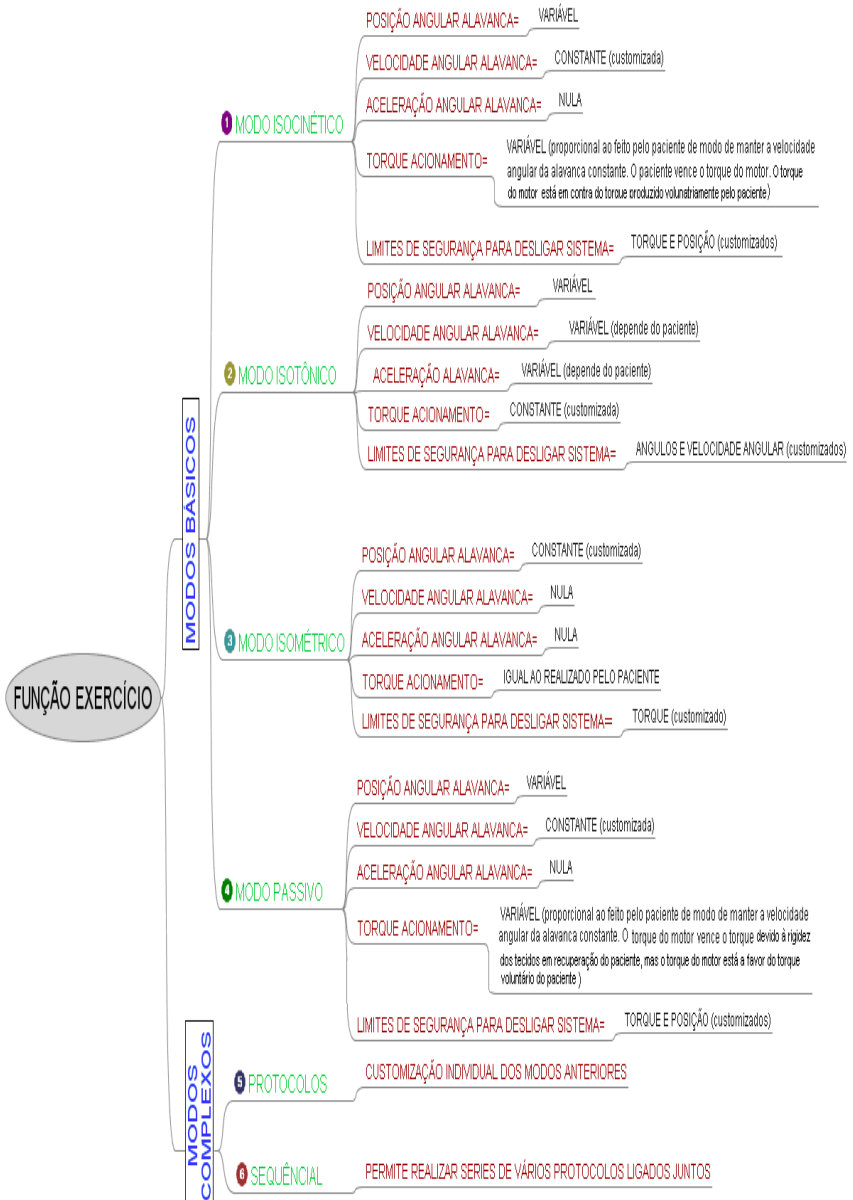 FUNÇÃO EXERCÍCIO
MODOS BÁSICOS
1 MODO ISOCINÉTICO
POSIÇÃO ANGULAR ALAVANCA=
VARIÁVEL
VELOCIDADE ANGULAR ALAVANCA=
CONSTANTE (customizada)
ACELERAÇÃO ANGULAR ALAVANCA=
NULA
TORQUE ACIONAMENTO=
VARIÁVEL (proporcional ao feito pelo paciente de modo de manter a velocidade
angular da alavanca constante. O paciente vence o torque do motor. O torque
do motor está em contra do torque produzido volunatriamente pelo paciente)
LIMITES DE SEGURANÇA PARA DESLIGAR SISTEMA=
TORQUE E POSIÇÃO (customizados)
2 MODO ISOTÔNICO
POSIÇÃO ANGULAR ALAVANCA=
VARIÁVEL
VELOCIDADE ANGULAR ALAVANCA=
VARIÁVEL (depende do paciente)
ACELERAÇÃO ALAVANCA=
VARIÁVEL (depende do paciente)
TORQUE ACIONAMENTO=
CONSTANTE (customizada)
LIMITES DE SEGURANÇA PARA DESLIGAR SISTEMA=
ANGULOS E VELOCIDADE ANGULAR (customizados)
3 MODO ISOMÉTRICO
POSIÇÃO ANGULAR ALAVANCA=
CONSTANTE (customizada)
VELOCIDADE ANGULAR ALAVANCA=
NULA
ACELERAÇÃO ANGULAR ALAVANCA=
NULA
TORQUE ACIONAMENTO=
IGUAL AO REALIZADO PELO PACIENTE
LIMITES DE SEGURANÇA PARA DESLIGAR SISTEMA=
TORQUE (customizado)
4 MODO PASSIVO
POSIÇÃO ANGULAR ALAVANCA=
VARIÁVEL
VELOCIDADE ANGULAR ALAVANCA=
CONSTANTE (customizada)
ACELERAÇÃO ANGULAR ALAVANCA=
NULA
TORQUE ACIONAMENTO=
VARIÁVEL (proporcional ao feito pelo paciente de modo de manter a velocidade
angular da alavanca constante. O torque do motor vence o torque devido à rigidez
dos tecidos em recuperação do paciente, mas o torque do motor está a favor do torque
voluntário do paciente )
LIMITES DE SEGURANÇA PARA DESLIGAR SISTEMA=
TORQUE E POSIÇÃO (customizados)
MODOS
COMPLEXOS
5 PROTOCOLOS
CUSTOMIZAÇÃO INDIVIDUAL DOS MODOS ANTERIORES
6 SEQUÊNCIAL
PERMITE REALIZAR SERIES DE VÁRIOS PROTOCOLOS LIGADOS JUNTOS